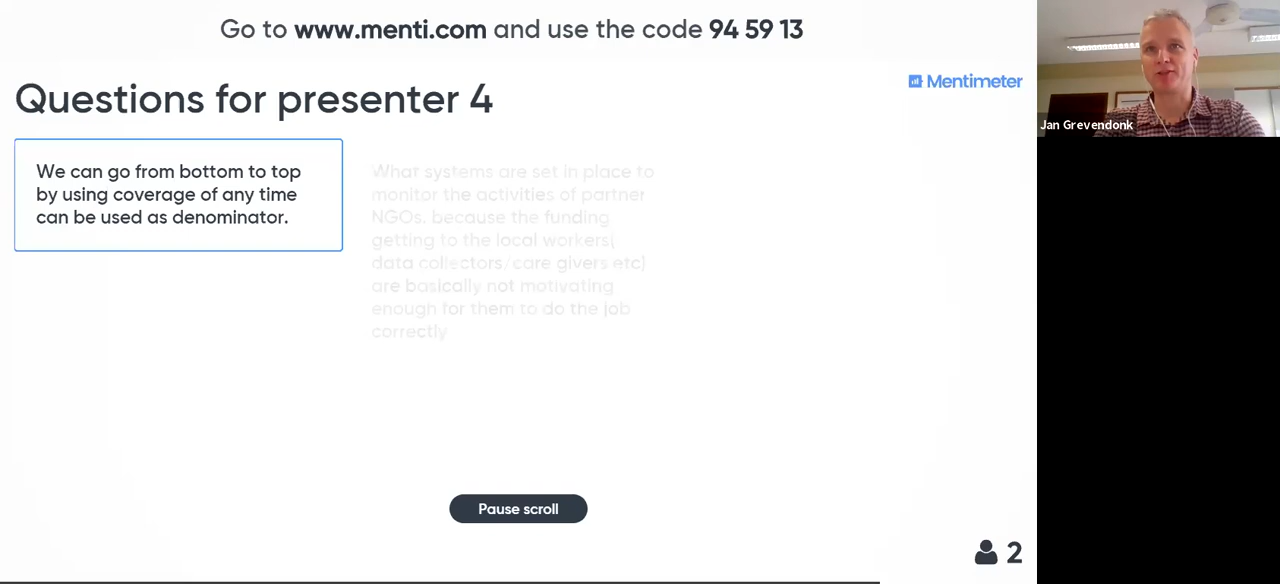 Go to www.menti.com and use the code 94 59 13
Mentimeter
Questions for presenter 4
We can go from bottom to top
by using coverage of any time
can be used as denominator.
What systems are set in place to
monitor the activities of partner
NGOs. because the funding
getting to the local workers(
data collectors/care givers etc)
are basically not motivating
enough for them to do the job
correctly
Pause scroll
2
Jan Grevendonk